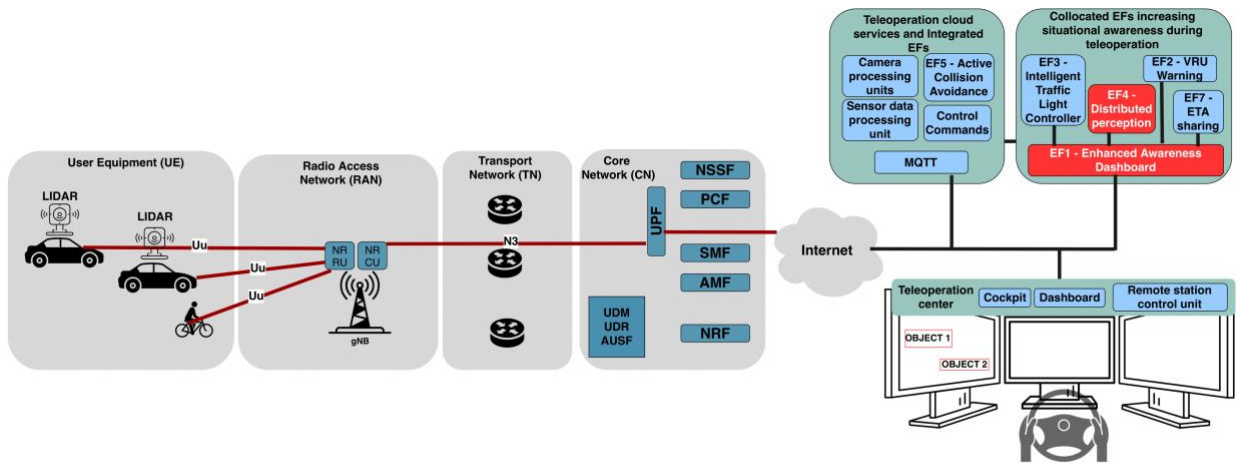 User Equipment (UE)
LIDAR
LIDAR
Uu
Uu
Uu
Radio Access
Network (RAN)
NR
RU
NR
CU
gNB
Transport
Network (TN)
N3
Core
Network (CN)
UPF
UDM
UDR
AUSF
NSSF
PCF
SMF
AMF
NRF
Internet
Teleoperation cloud
services and Integrated
EFs
Camera
processing
units
EF5 - Active
Collision
Avoidance
Sensor data
processing
unit
Control
Commands
MQTT
Collocated EFs increasing
situational awareness during
teleoperation
EF3 -
Intelligent
Traffic
Light
Controller
EF4 -
Distributed
perception
EF2 - VRU
Warning
EF7 -
ETA
sharing
EF1 - Enhanced Awareness
Dashboard
Teleoperation
center
Cockpit
Dashboard
Remote station
control unit
OBJECT 1
OBJECT 2